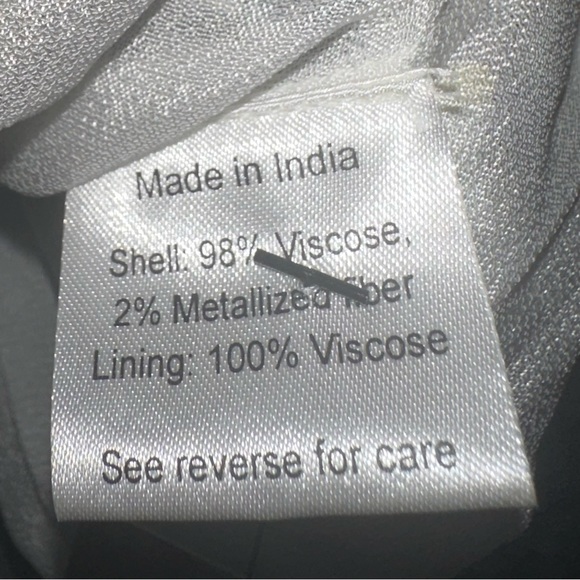 Made in India
Shell: 98% Viscose,
2% Metallized fiber
Lining: 100% Viscose
See reverse for care